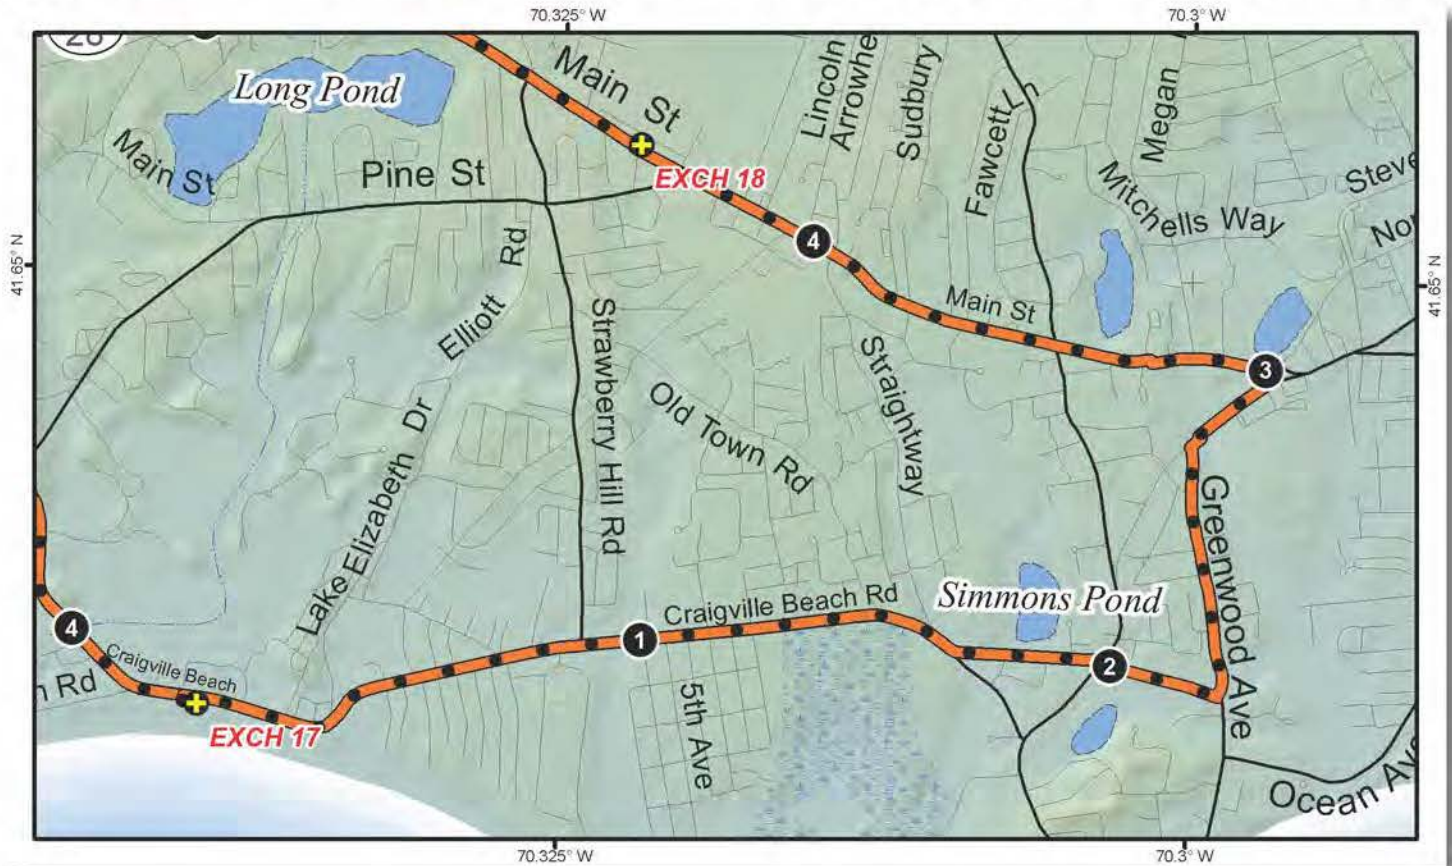 70.325° W
70.3° W
28
Long Pond
Main St
Lincoln
Arrowhe
Sudbury
Fawcett Ln
Megan
Main St
Pine St
EXCH 18
Mitchells Way
Steve
Nor
4
41.65° N
41.65° N
Elliott Rd
Main St
Strawberry Hill Rd
Straightway
3
Old Town Rd
Lake Elizabeth Dr
Greenwood Ave
Craigville Beach Rd
Simmons Pond
4
1
2
Craigville Beach
h Rd
EXCH 17
5th Ave
Ocean Av
70.325° W
70.3° W